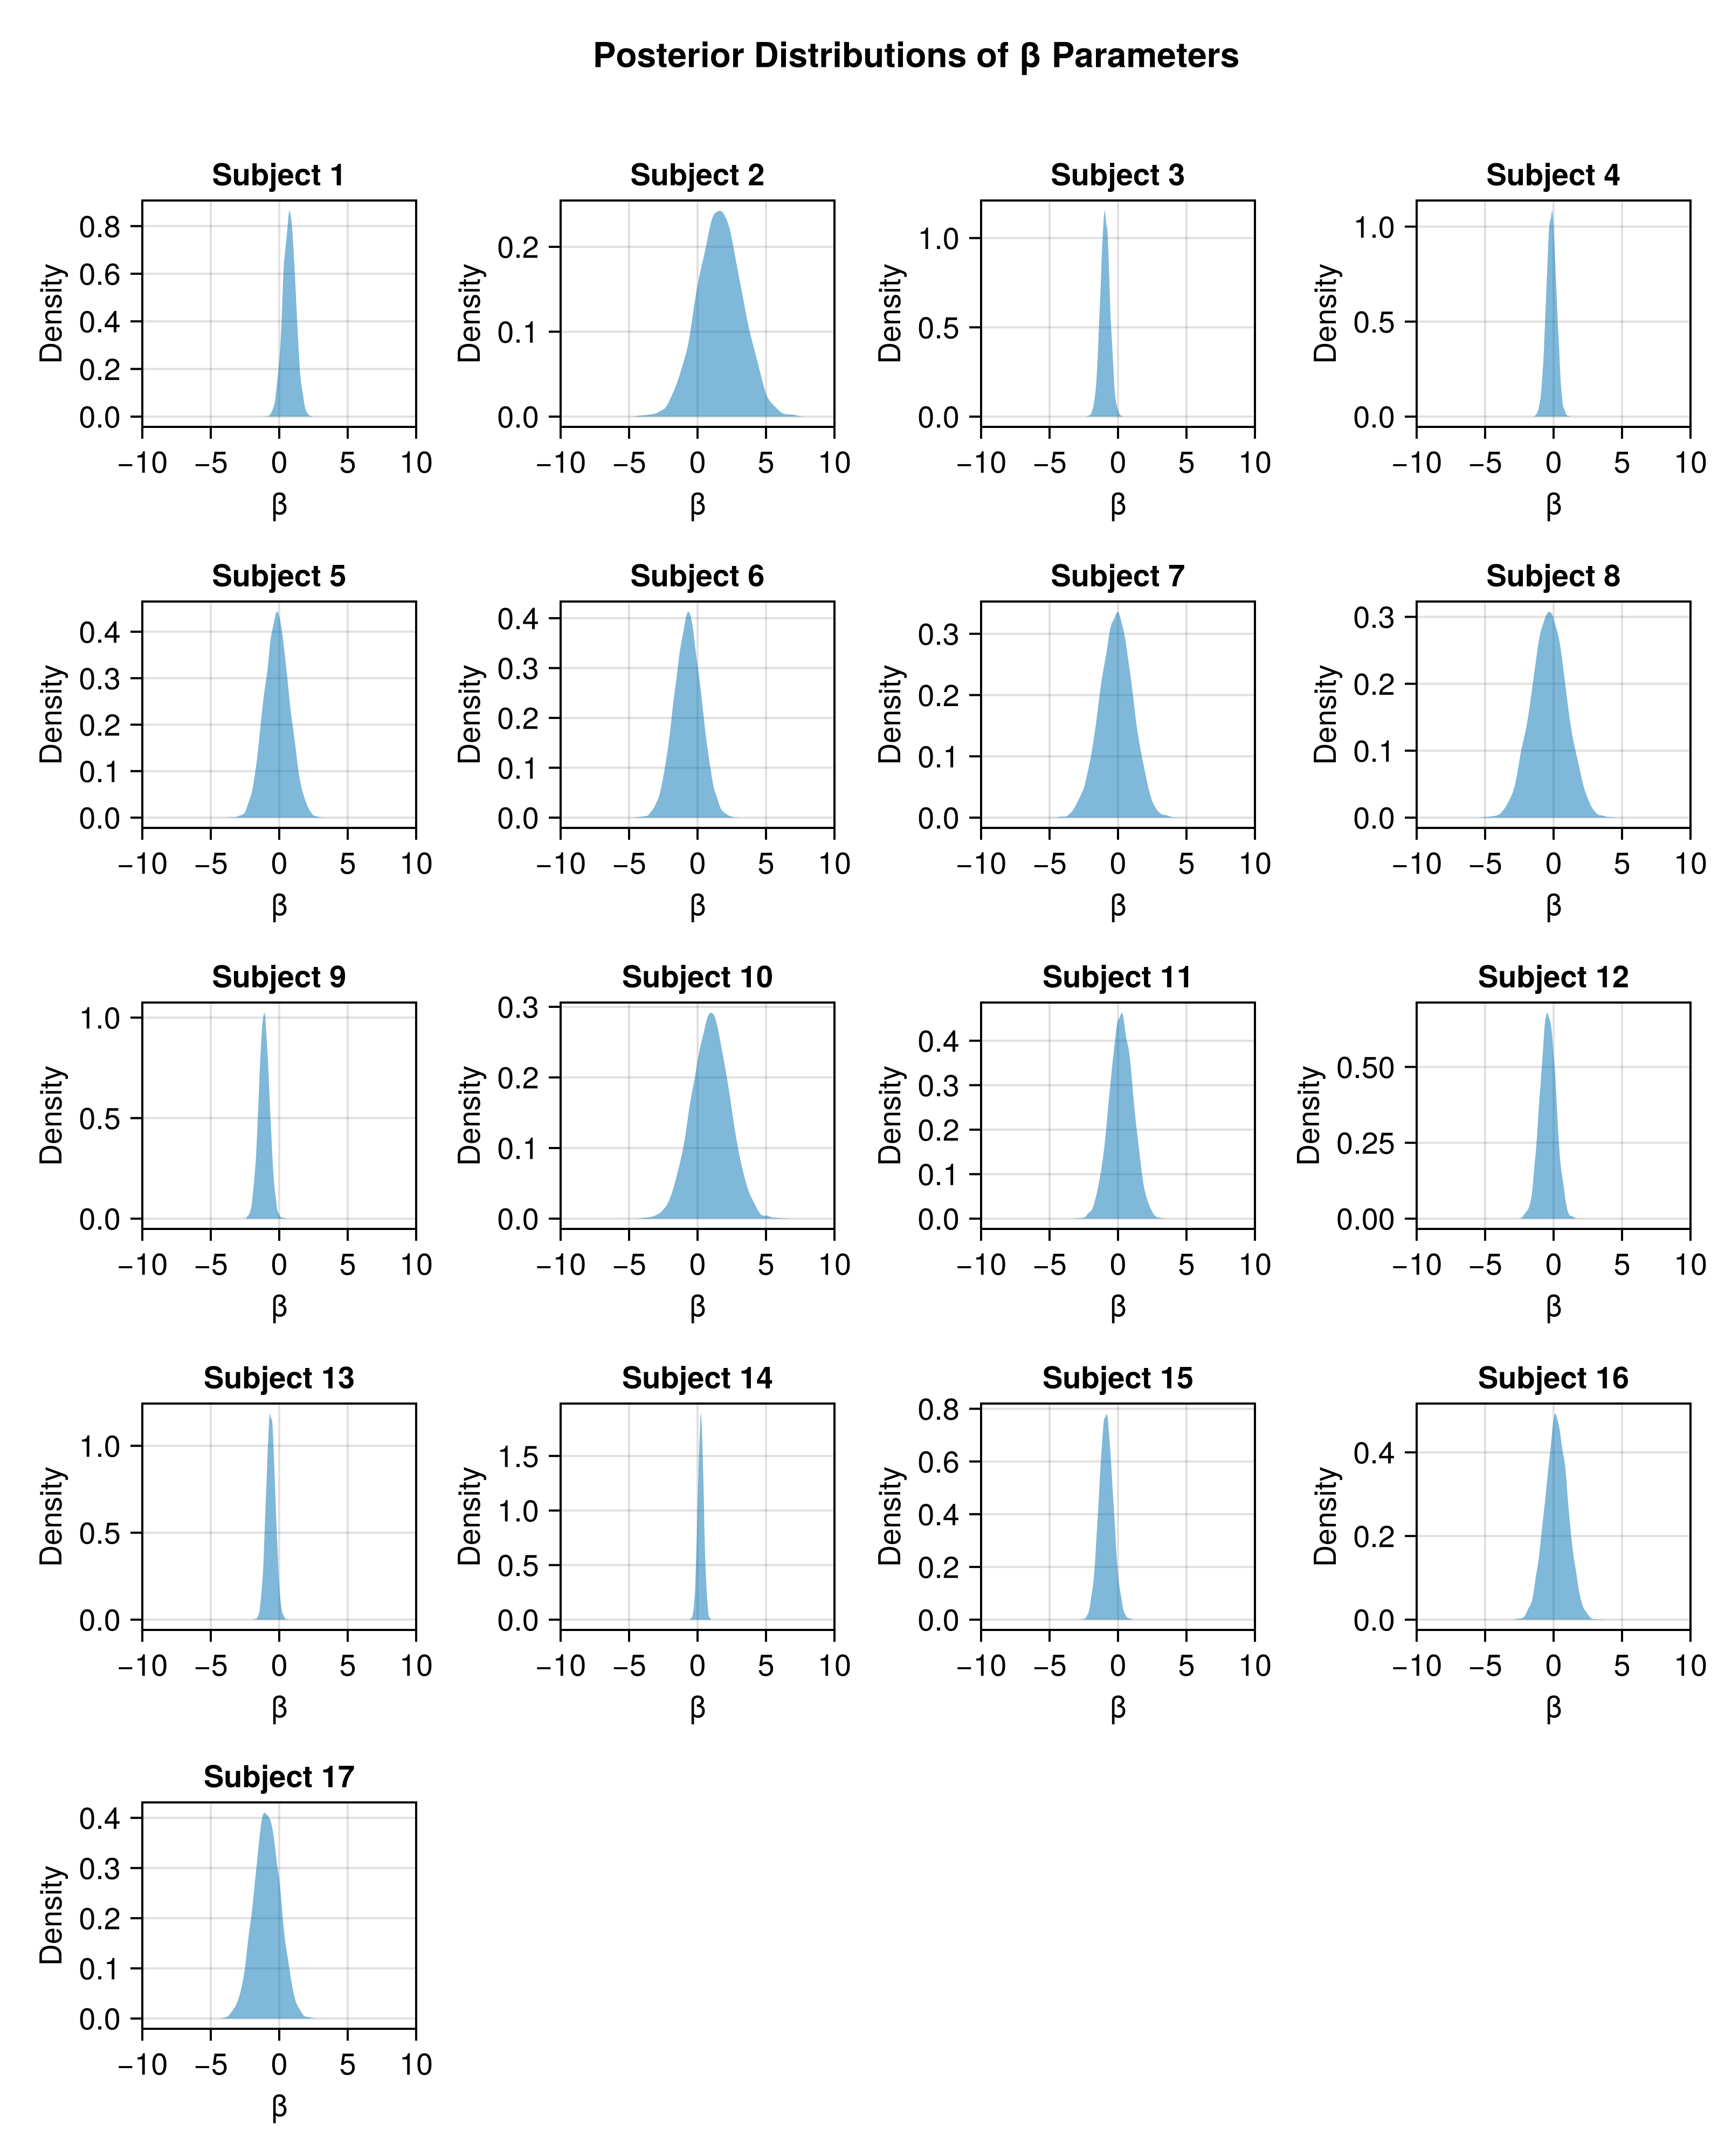 Posterior Distributions of β Parameters
Subject 1
Subject 2
Subject 3
Subject 4
Density
0.8
0.6
0.4
0.2
0.0
Density
0.2
0.1
0.0
Density
1.0
0.5
0.0
Density
1.0
0.5
0.0
−10 −5 0 5 10
−10 −5 0 5 10
−10 −5 0 5 10
−10 −5 0 5 10
β
β
β
β
Subject 5
Subject 6
Subject 7
Subject 8
Density
0.4
0.3
0.2
0.1
0.0
Density
0.4
0.3
0.2
0.1
0.0
Density
0.3
0.2
0.1
0.0
Density
0.3
0.2
0.1
0.0
−10 −5 0 5 10
−10 −5 0 5 10
−10 −5 0 5 10
−10 −5 0 5 10
β
β
β
β
Subject 9
Subject 10
Subject 11
Subject 12
Density
1.0
0.5
0.0
Density
0.3
0.2
0.1
0.0
Density
0.4
0.3
0.2
0.1
0.0
Density
0.50
0.25
0.00
−10 −5 0 5 10
−10 −5 0 5 10
−10 −5 0 5 10
−10 −5 0 5 10
β
β
β
β
Subject 13
Subject 14
Subject 15
Subject 16
Density
1.0
0.5
0.0
Density
1.5
1.0
0.5
0.0
Density
0.8
0.6
0.4
0.2
0.0
Density
0.4
0.2
0.0
−10 −5 0 5 10
−10 −5 0 5 10
−10 −5 0 5 10
−10 −5 0 5 10
β
β
β
β
Subject 17
Density
0.4
0.3
0.2
0.1
0.0
−10 −5 0 5 10
β